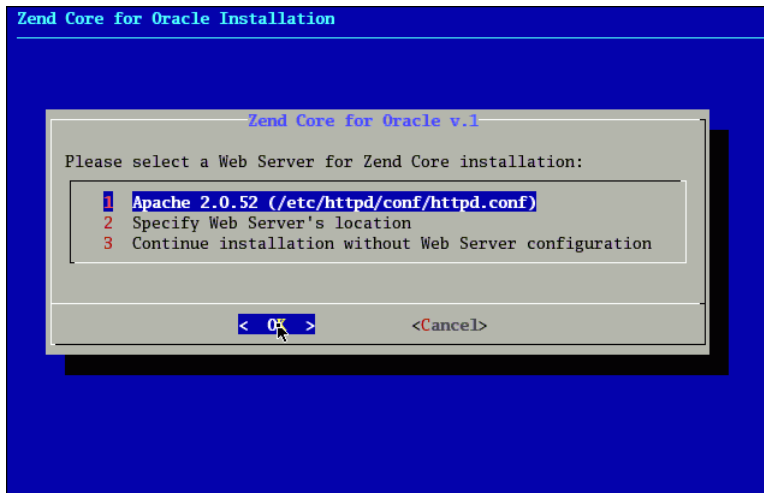 Zend Core for Oracle Installation
Zend Core for Oracle v.1
Please select a Web Server for Zend Core installation:
1 Apache 2.0.52 (/etc/httpd/conf/httpd.conf)
2 Specify Web Server's location
3 Continue installation without Web Server configuration
< OK > <Cancel>